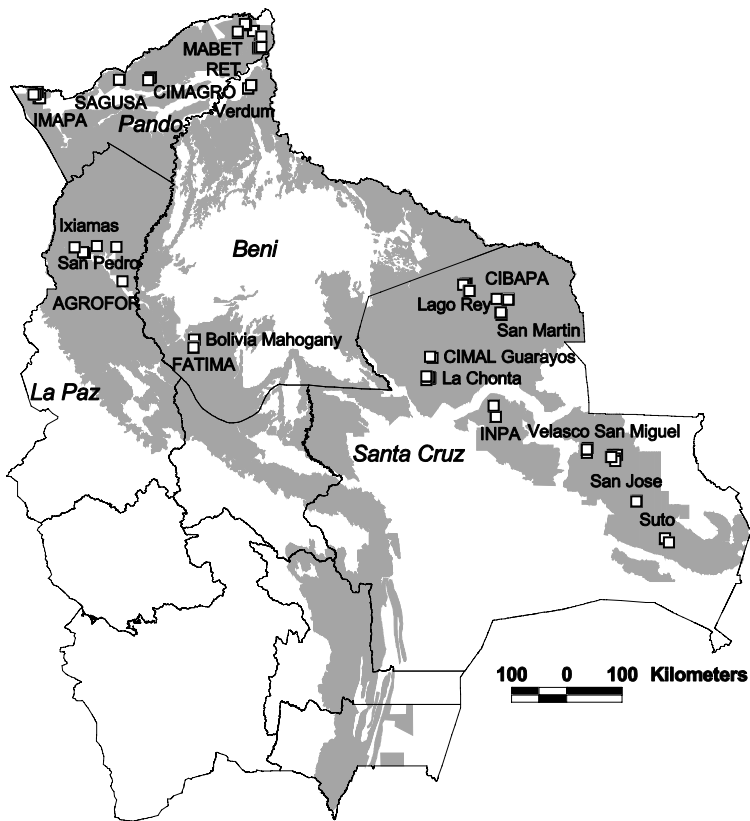 MABET
RET
SAGUSA
CIMAGRO
Verdum
IMAPA
Pando
Ixiamas
San Pedro
AGROFOR
Beni
CIBAPA
Lago Rey
San Martin
Bolivia Mahogany
FATIMA
CIMAL Guarayos
La Chonta
La Paz
INPA
Velasco San Miguel
Santa Cruz
San Jose
Suto
100 0 100 Kilometers